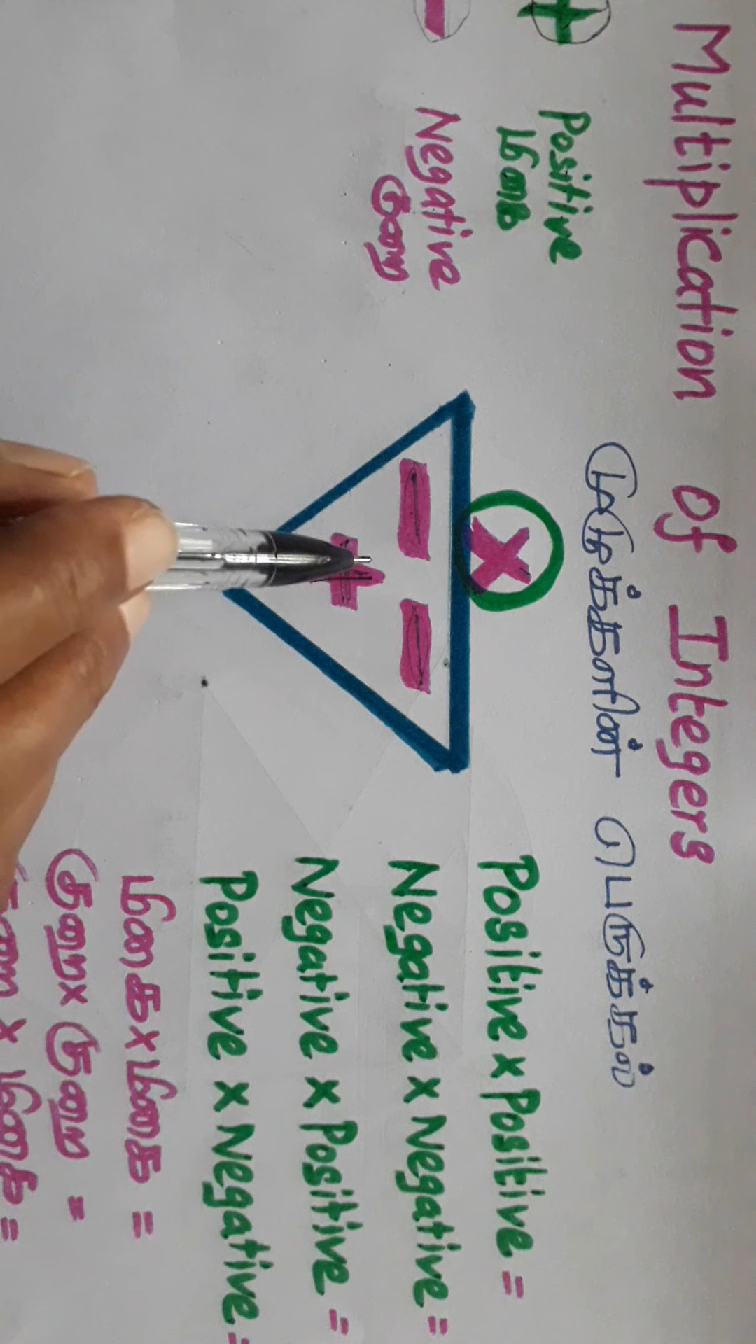 Multiplication of Integers
முழுக்களின் பெருக்கல்
+ Positive
மிகை
- Negative
குறை
×
- -
+
Positive × Positive =
Negative × Negative =
Negative × Positive =
Positive × Negative =
மிகை × மிகை =
குறை × குறை =
குறை × மிகை =